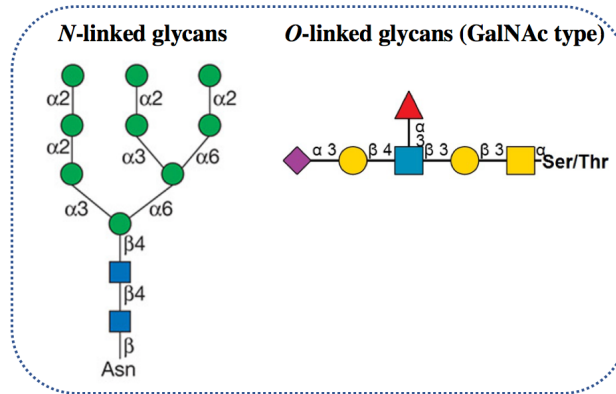 N-linked glycans
α2 α2 α2
α2 α3 α6
α3 α6
β4
β4
β
Asn
O-linked glycans (GalNAc type)
α 3
α 3 β 4 β 3 β 3 α Ser/Thr